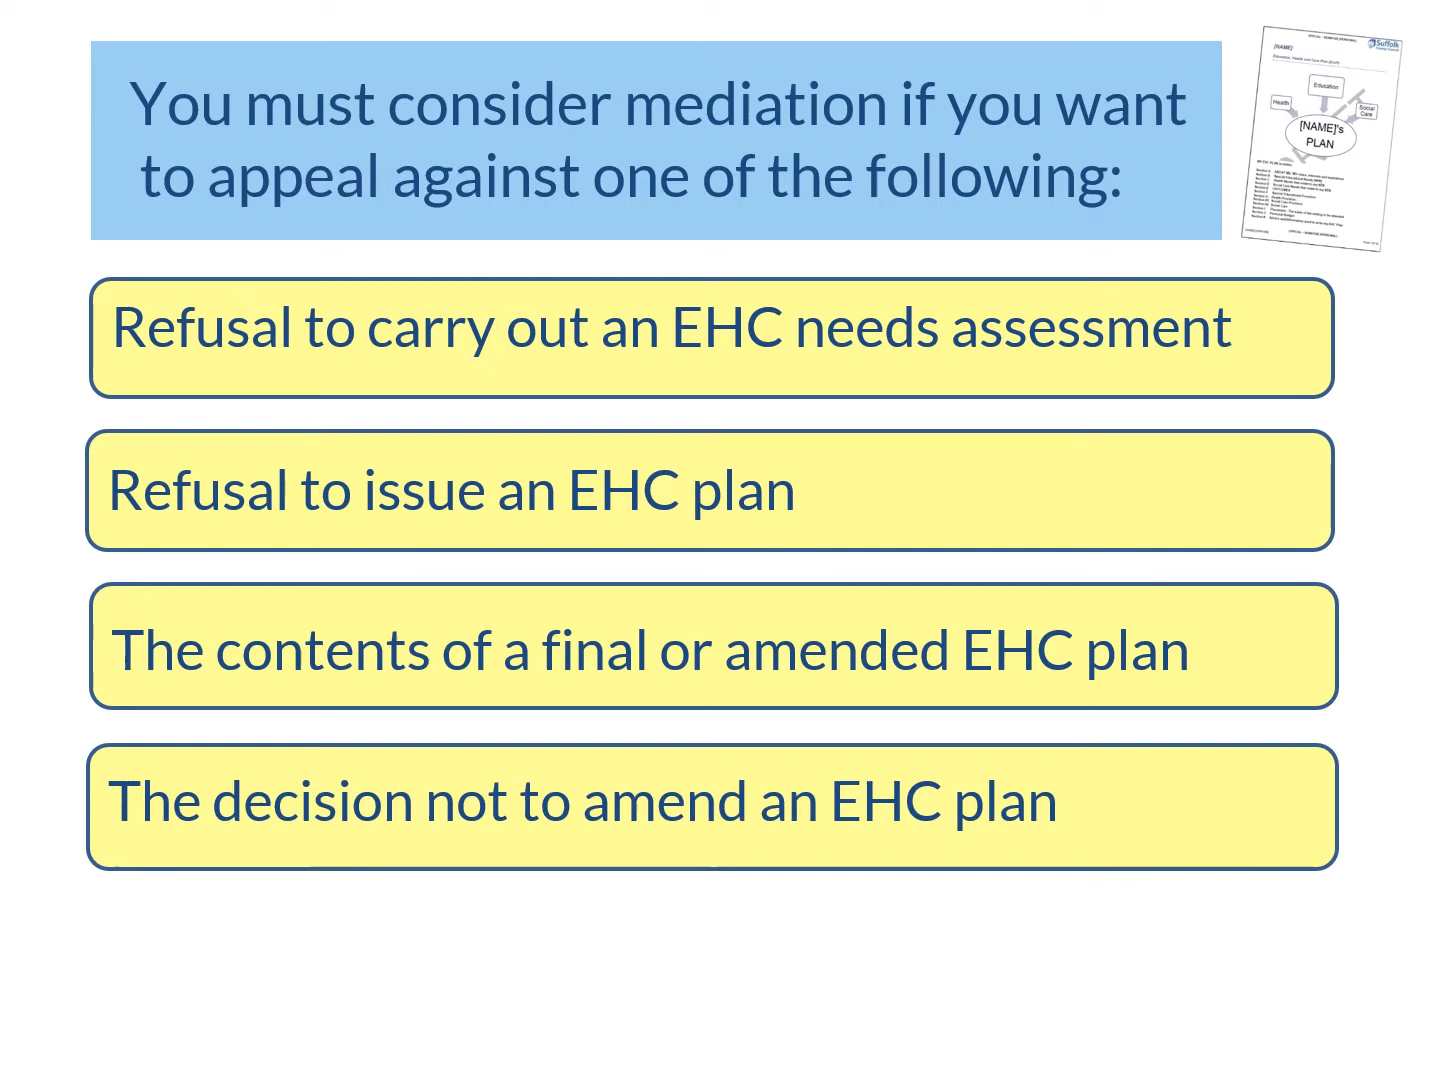 You must consider mediation if you want
to appeal against one of the following:
Suffolk
[NAME]
Education
Health
Social
Care
[NAME]'s
PLAN
Refusal to carry out an EHC needs assessment
Refusal to issue an EHC plan
The contents of a final or amended EHC plan
The decision not to amend an EHC plan